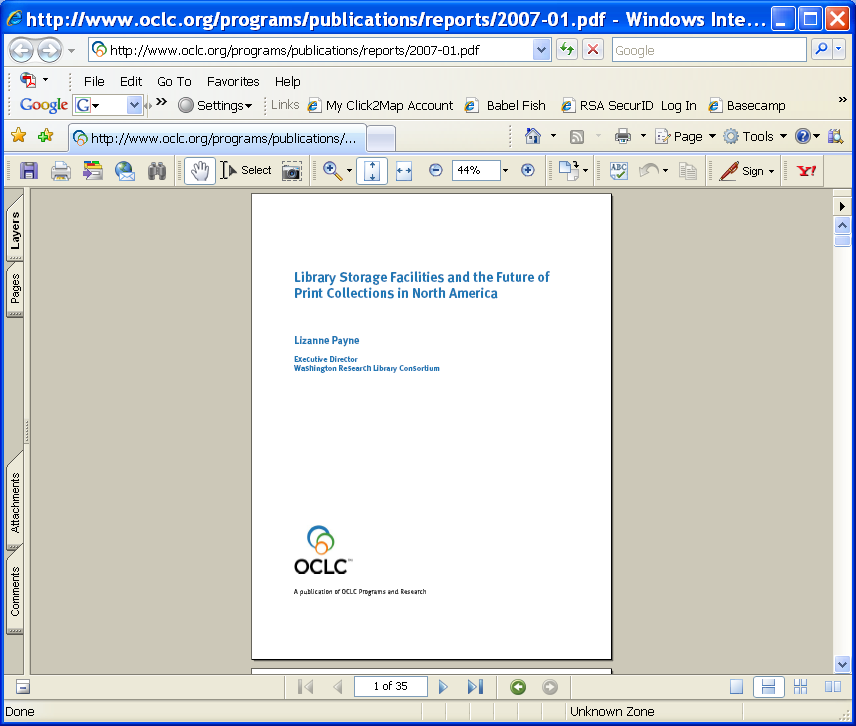 http://www.oclc.org/programs/publications/reports/2007-01.pdf - Windows Inte...
http://www.oclc.org/programs/publications/reports/2007-01.pdf
Google
File Edit Go To Favorites Help
Google G Settings Links My Click2Map Account Babel Fish RSA SecurID Log In Basecamp
http://www.oclc.org/programs/publications/... Page Tools
Select 44% ABC Sign Y!
Layers
Pages
Attachments
Comments
Library Storage Facilities and the Future of
Print Collections in North America
Lizanne Payne
Executive Director
Washington Research Library Consortium
OCLC™
A publication of OCLC Programs and Research
1 of 35
Done Unknown Zone